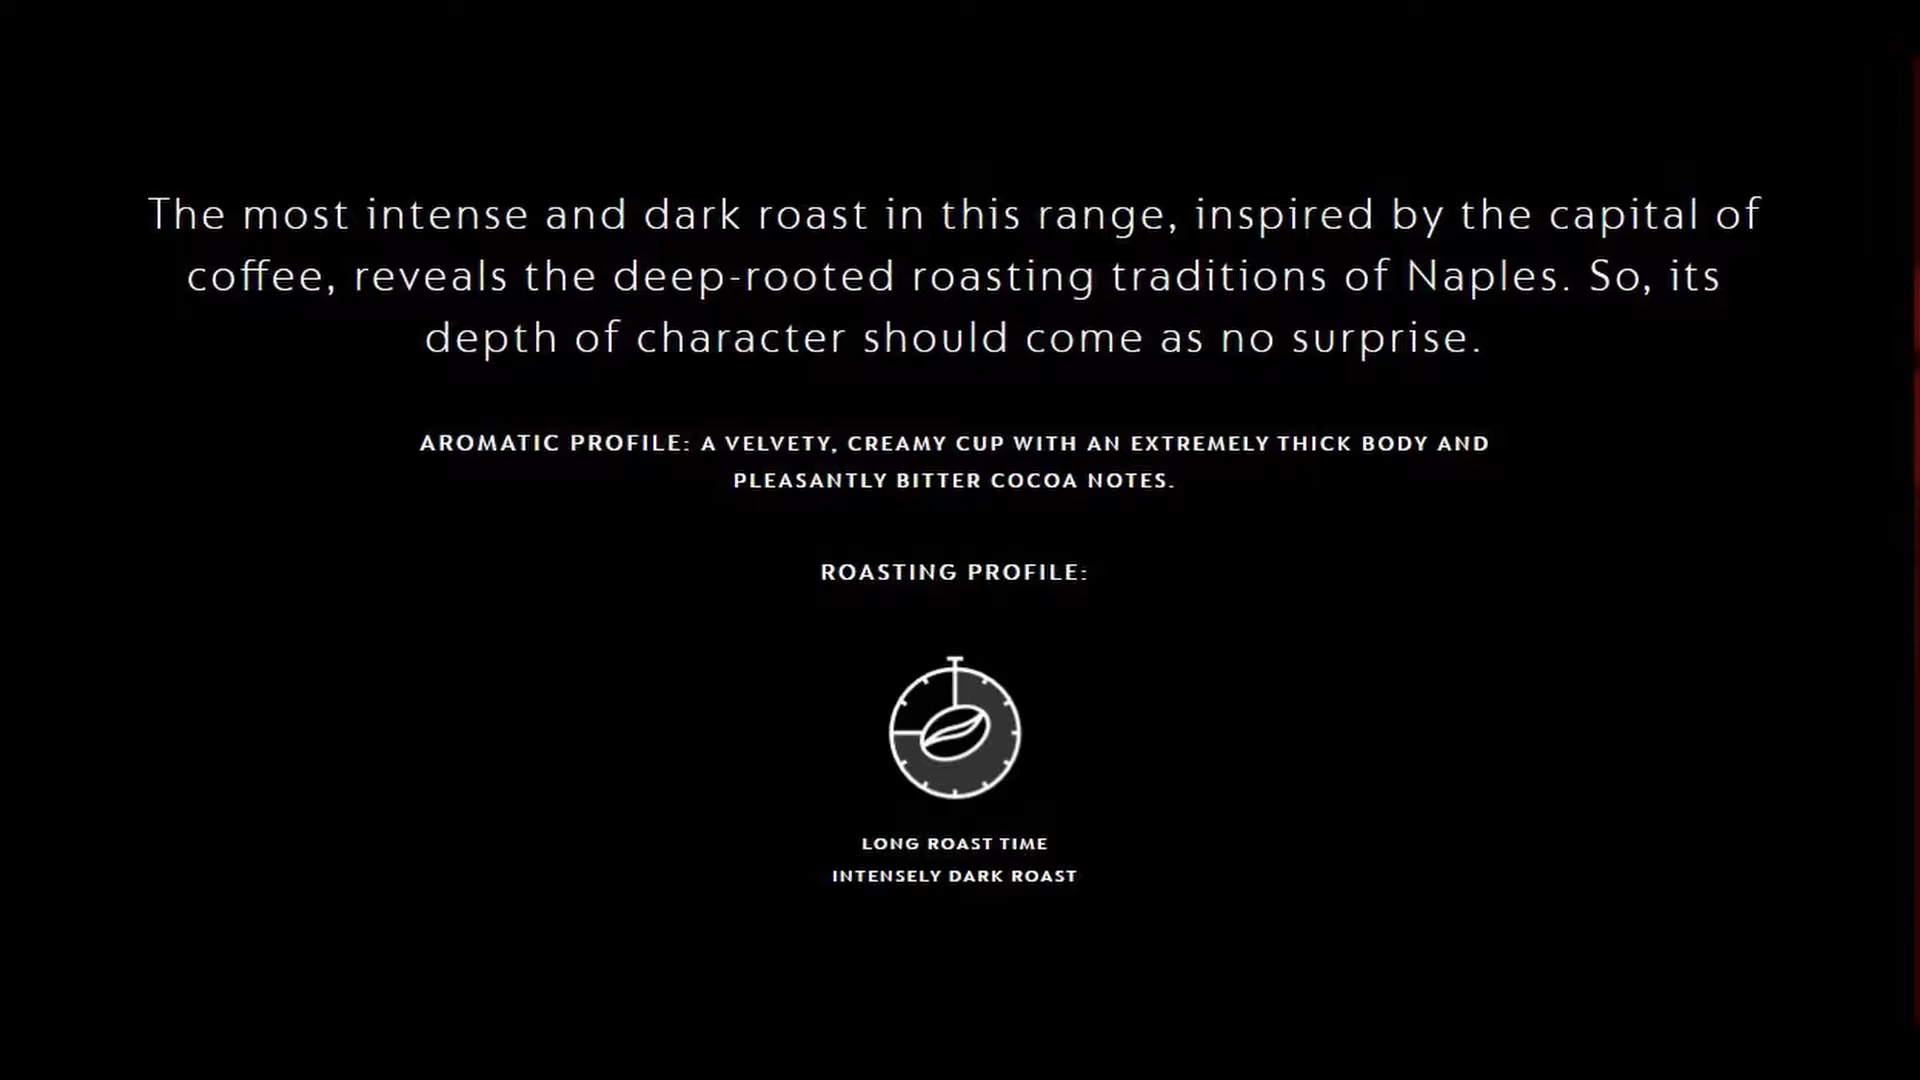 The most intense and dark roast in this range, inspired by the capital of
coffee, reveals the deep-rooted roasting traditions of Naples. So, its
depth of character should come as no surprise.
AROMATIC PROFILE: A VELVETY, CREAMY CUP WITH AN EXTREMELY THICK BODY AND
PLEASANTLY BITTER COCOA NOTES.
ROASTING PROFILE:
LONG ROAST TIME
INTENSELY DARK ROAST